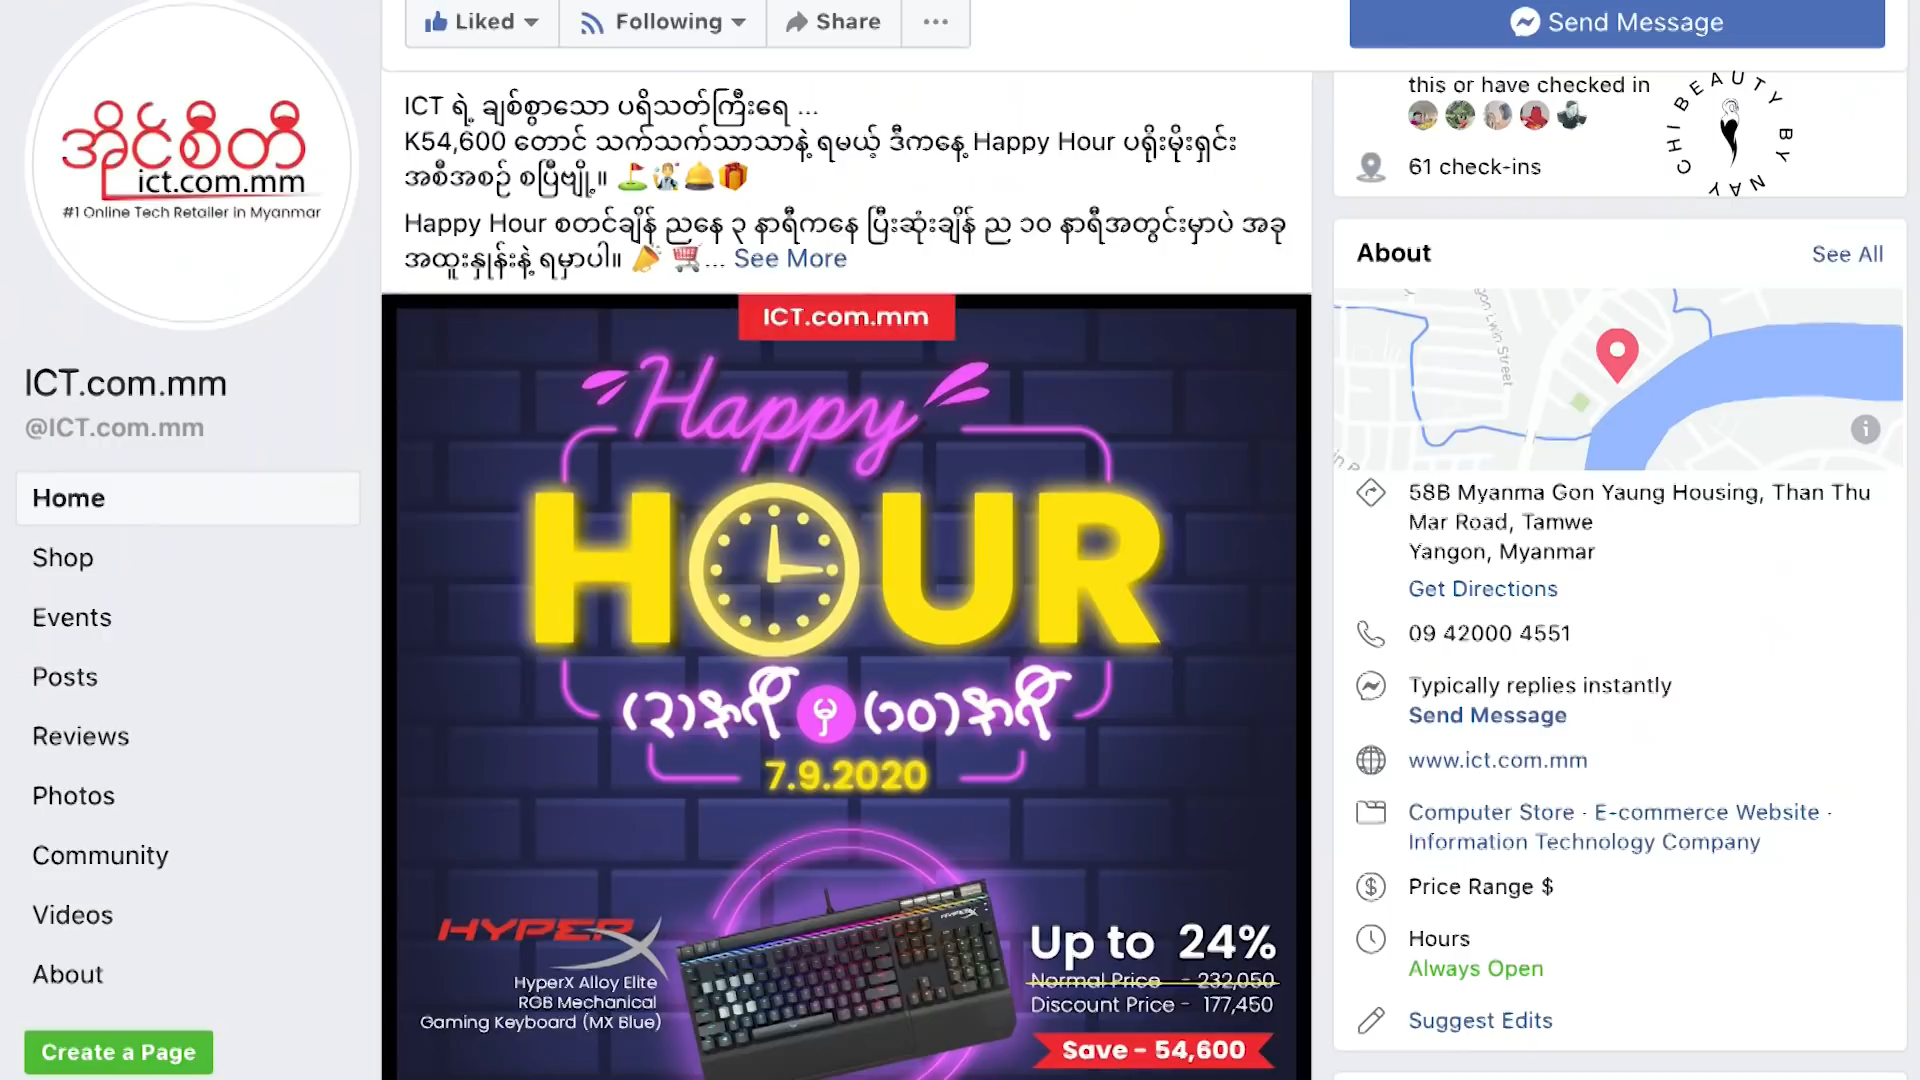 Liked
Following
Share
Send Message
အိုင်စီတီ
ict.com.mm
#1 Online Tech Retailer in Myanmar
ICT.com.mm
@ICT.com.mm
Home
Shop
Events
Posts
Reviews
Photos
Community
Videos
About
Create a Page
ICT ရဲ့ ချစ်စွာသော ပရိသတ်ကြီးရေ ...
K54,600 တောင် သက်သက်သာသာနဲ့ ရမယ့် ဒီကနေ့ Happy Hour ပရိုးမိုးရှင်း
အစီအစဉ် စပြီဗျို့။
Happy Hour စတင်ချိန် ညနေ ၃ နာရီကနေ ပြီးဆုံးချိန် ည ၁၀ နာရီအတွင်းမှာပဲ အခု
အထူးနှုန်းနဲ့ ရမှာပါ။ ... See More
ICT.com.mm
Happy
HOUR
(၃)နာရီ မှ (၁၀)နာရီ
7.9.2020
HYPERX
HyperX Alloy Elite
RGB Mechanical
Gaming Keyboard (MX Blue)
Up to 24%
Normal Price - 232,050
Discount Price - 177,450
Save - 54,600
this or have checked in
61 check-ins
CHI BEAUTY BY NAY
About
See All
58B Myanma Gon Yaung Housing, Than Thu
Mar Road, Tamwe
Yangon, Myanmar
Get Directions
09 42000 4551
Typically replies instantly
Send Message
www.ict.com.mm
Computer Store · E-commerce Website ·
Information Technology Company
Price Range $
Hours
Always Open
Suggest Edits